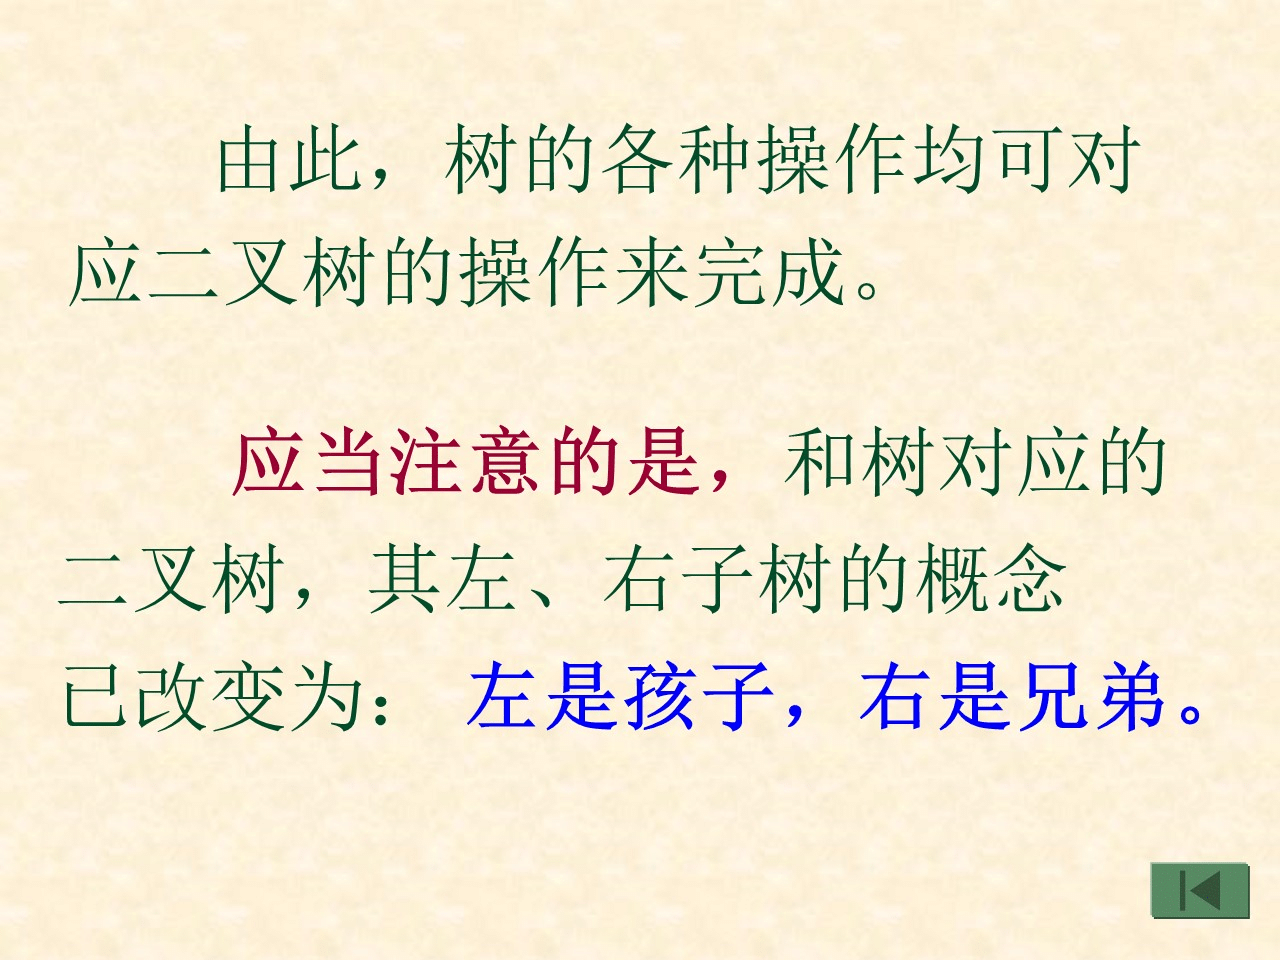 由此，树的各种操作均可对
应二叉树的操作来完成。
应当注意的是，和树对应的
二叉树，其左、右子树的概念
已改变为： 左是孩子，右是兄弟。